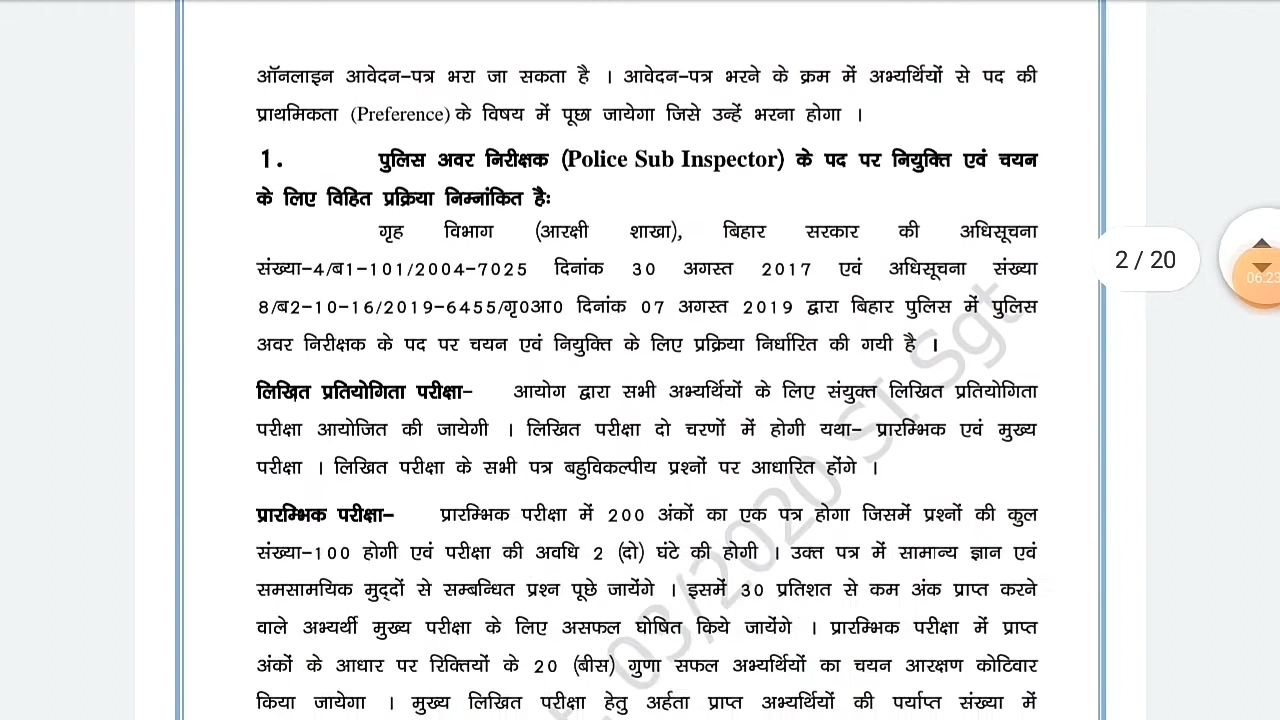 ऑनलाइन आवेदन-पत्र भरा जा सकता है । आवेदन-पत्र भरने के क्रम में अभ्यर्थियों से पद की
प्राथमिकता (Preference) के विषय में पूछा जायेगा जिसे उन्हें भरना होगा ।
1. पुलिस अवर निरीक्षक (Police Sub Inspector) के पद पर नियुक्ति एवं चयन
के लिए विहित प्रक्रिया निम्नांकित हैः
गृह विभाग (आरक्षी शाखा), बिहार सरकार की अधिसूचना
संख्या-4/ब1-101/2004-7025 दिनांक 30 अगस्त 2017 एवं अधिसूचना संख्या
8/ब2-10-16/2019-6455/गृ0आ0 दिनांक 07 अगस्त 2019 द्वारा बिहार पुलिस में पुलिस
अवर निरीक्षक के पद पर चयन एवं नियुक्ति के लिए प्रक्रिया निर्धारित की गयी है ।
लिखित प्रतियोगिता परीक्षा- आयोग द्वारा सभी अभ्यर्थियों के लिए संयुक्त लिखित प्रतियोगिता
परीक्षा आयोजित की जायेगी । लिखित परीक्षा दो चरणों में होगी यथा- प्रारम्भिक एवं मुख्य
परीक्षा । लिखित परीक्षा के सभी पत्र बहुविकल्पीय प्रश्नों पर आधारित होंगे ।
प्रारम्भिक परीक्षा- प्रारम्भिक परीक्षा में 200 अंकों का एक पत्र होगा जिसमें प्रश्नों की कुल
संख्या-100 होगी एवं परीक्षा की अवधि 2 (दो) घंटे की होगी । उक्त पत्र में सामान्य ज्ञान एवं
समसामयिक मुद्दों से सम्बन्धित प्रश्न पूछे जायेंगे । इसमें 30 प्रतिशत से कम अंक प्राप्त करने
वाले अभ्यर्थी मुख्य परीक्षा के लिए असफल घोषित किये जायेंगे । प्रारम्भिक परीक्षा में प्राप्त
अंकों के आधार पर रिक्तियों के 20 (बीस) गुणा सफल अभ्यर्थियों का चयन आरक्षण कोटिवार
किया जायेगा । मुख्य लिखित परीक्षा हेतु अर्हता प्राप्त अभ्यर्थियों की पर्याप्त संख्या में
2 / 20
06:23
03/2020 SI Sgt